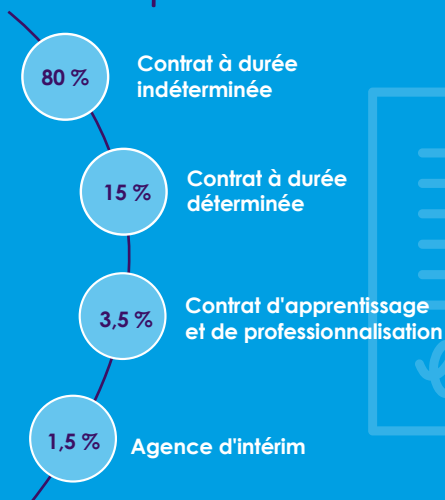 80 %
Contrat à durée
indéterminée
15 %
Contrat à durée
déterminée
3,5 %
Contrat d'apprentissage
et de professionnalisation
1,5 %
Agence d'intérim